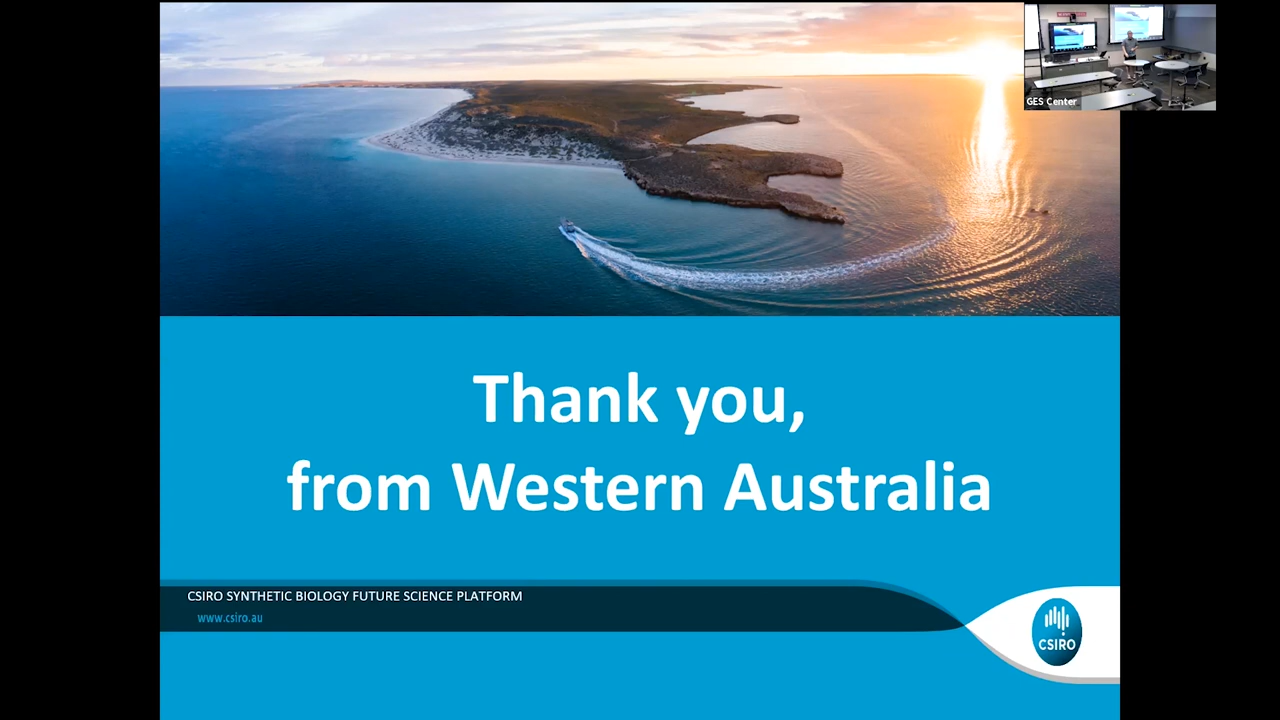 GES Center
Thank you,
from Western Australia
CSIRO SYNTHETIC BIOLOGY FUTURE SCIENCE PLATFORM
www.csiro.au
CSIRO